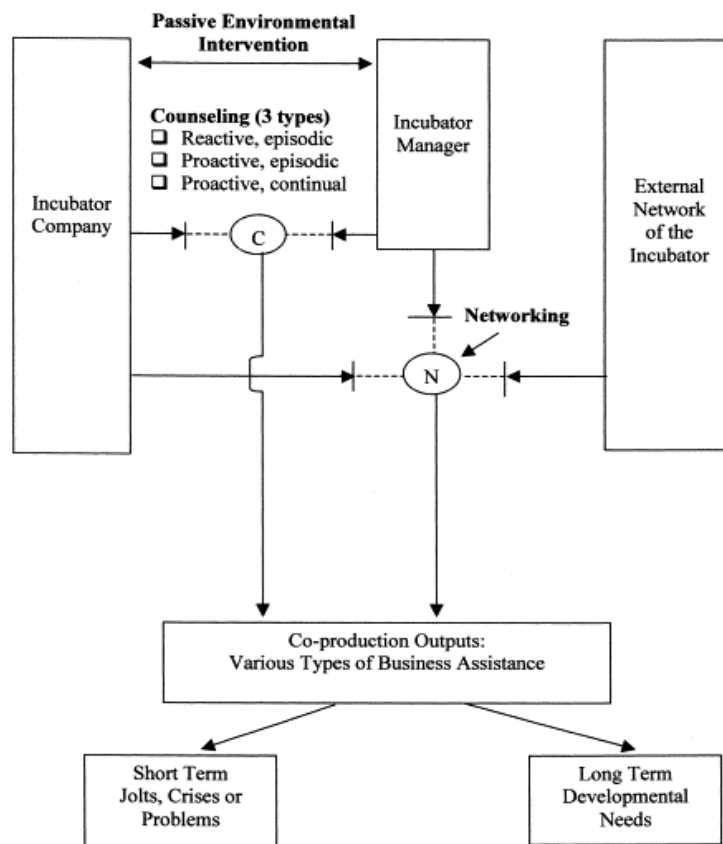 Passive Environmental
Intervention
Counseling (3 types)
❑ Reactive, episodic
❑ Proactive, episodic
❑ Proactive, continual
Incubator
Manager
Incubator
Company
External
Network
of the
Incubator
C
Networking
N
Co-production Outputs:
Various Types of Business Assistance
Short Term
Jolts, Crises or
Problems
Long Term
Developmental
Needs